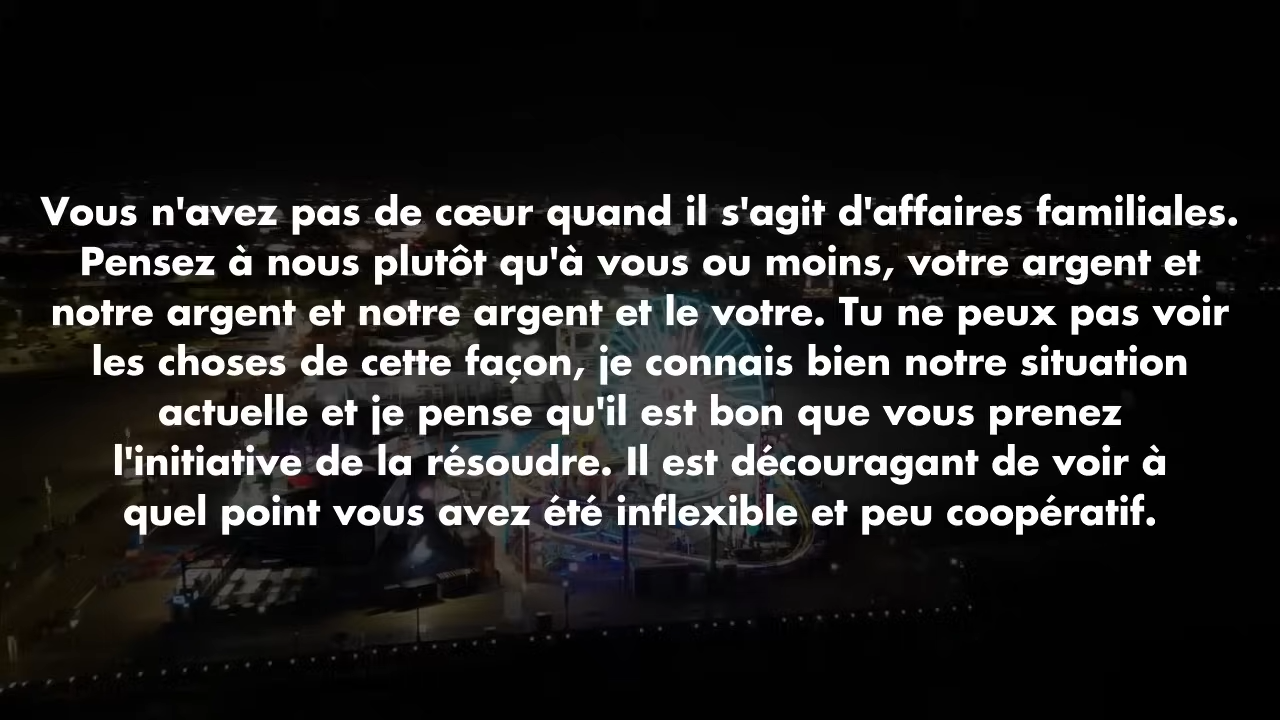 Vous n'avez pas de cœur quand il s'agit d'affaires familiales.
Pensez à nous plutôt qu'à vous ou moins, votre argent et
notre argent et notre argent et le votre. Tu ne peux pas voir
les choses de cette façon, je connais bien notre situation
actuelle et je pense qu'il est bon que vous prenez
l'initiative de la résoudre. Il est décourageant de voir à
quel point vous avez été inflexible et peu coopératif.